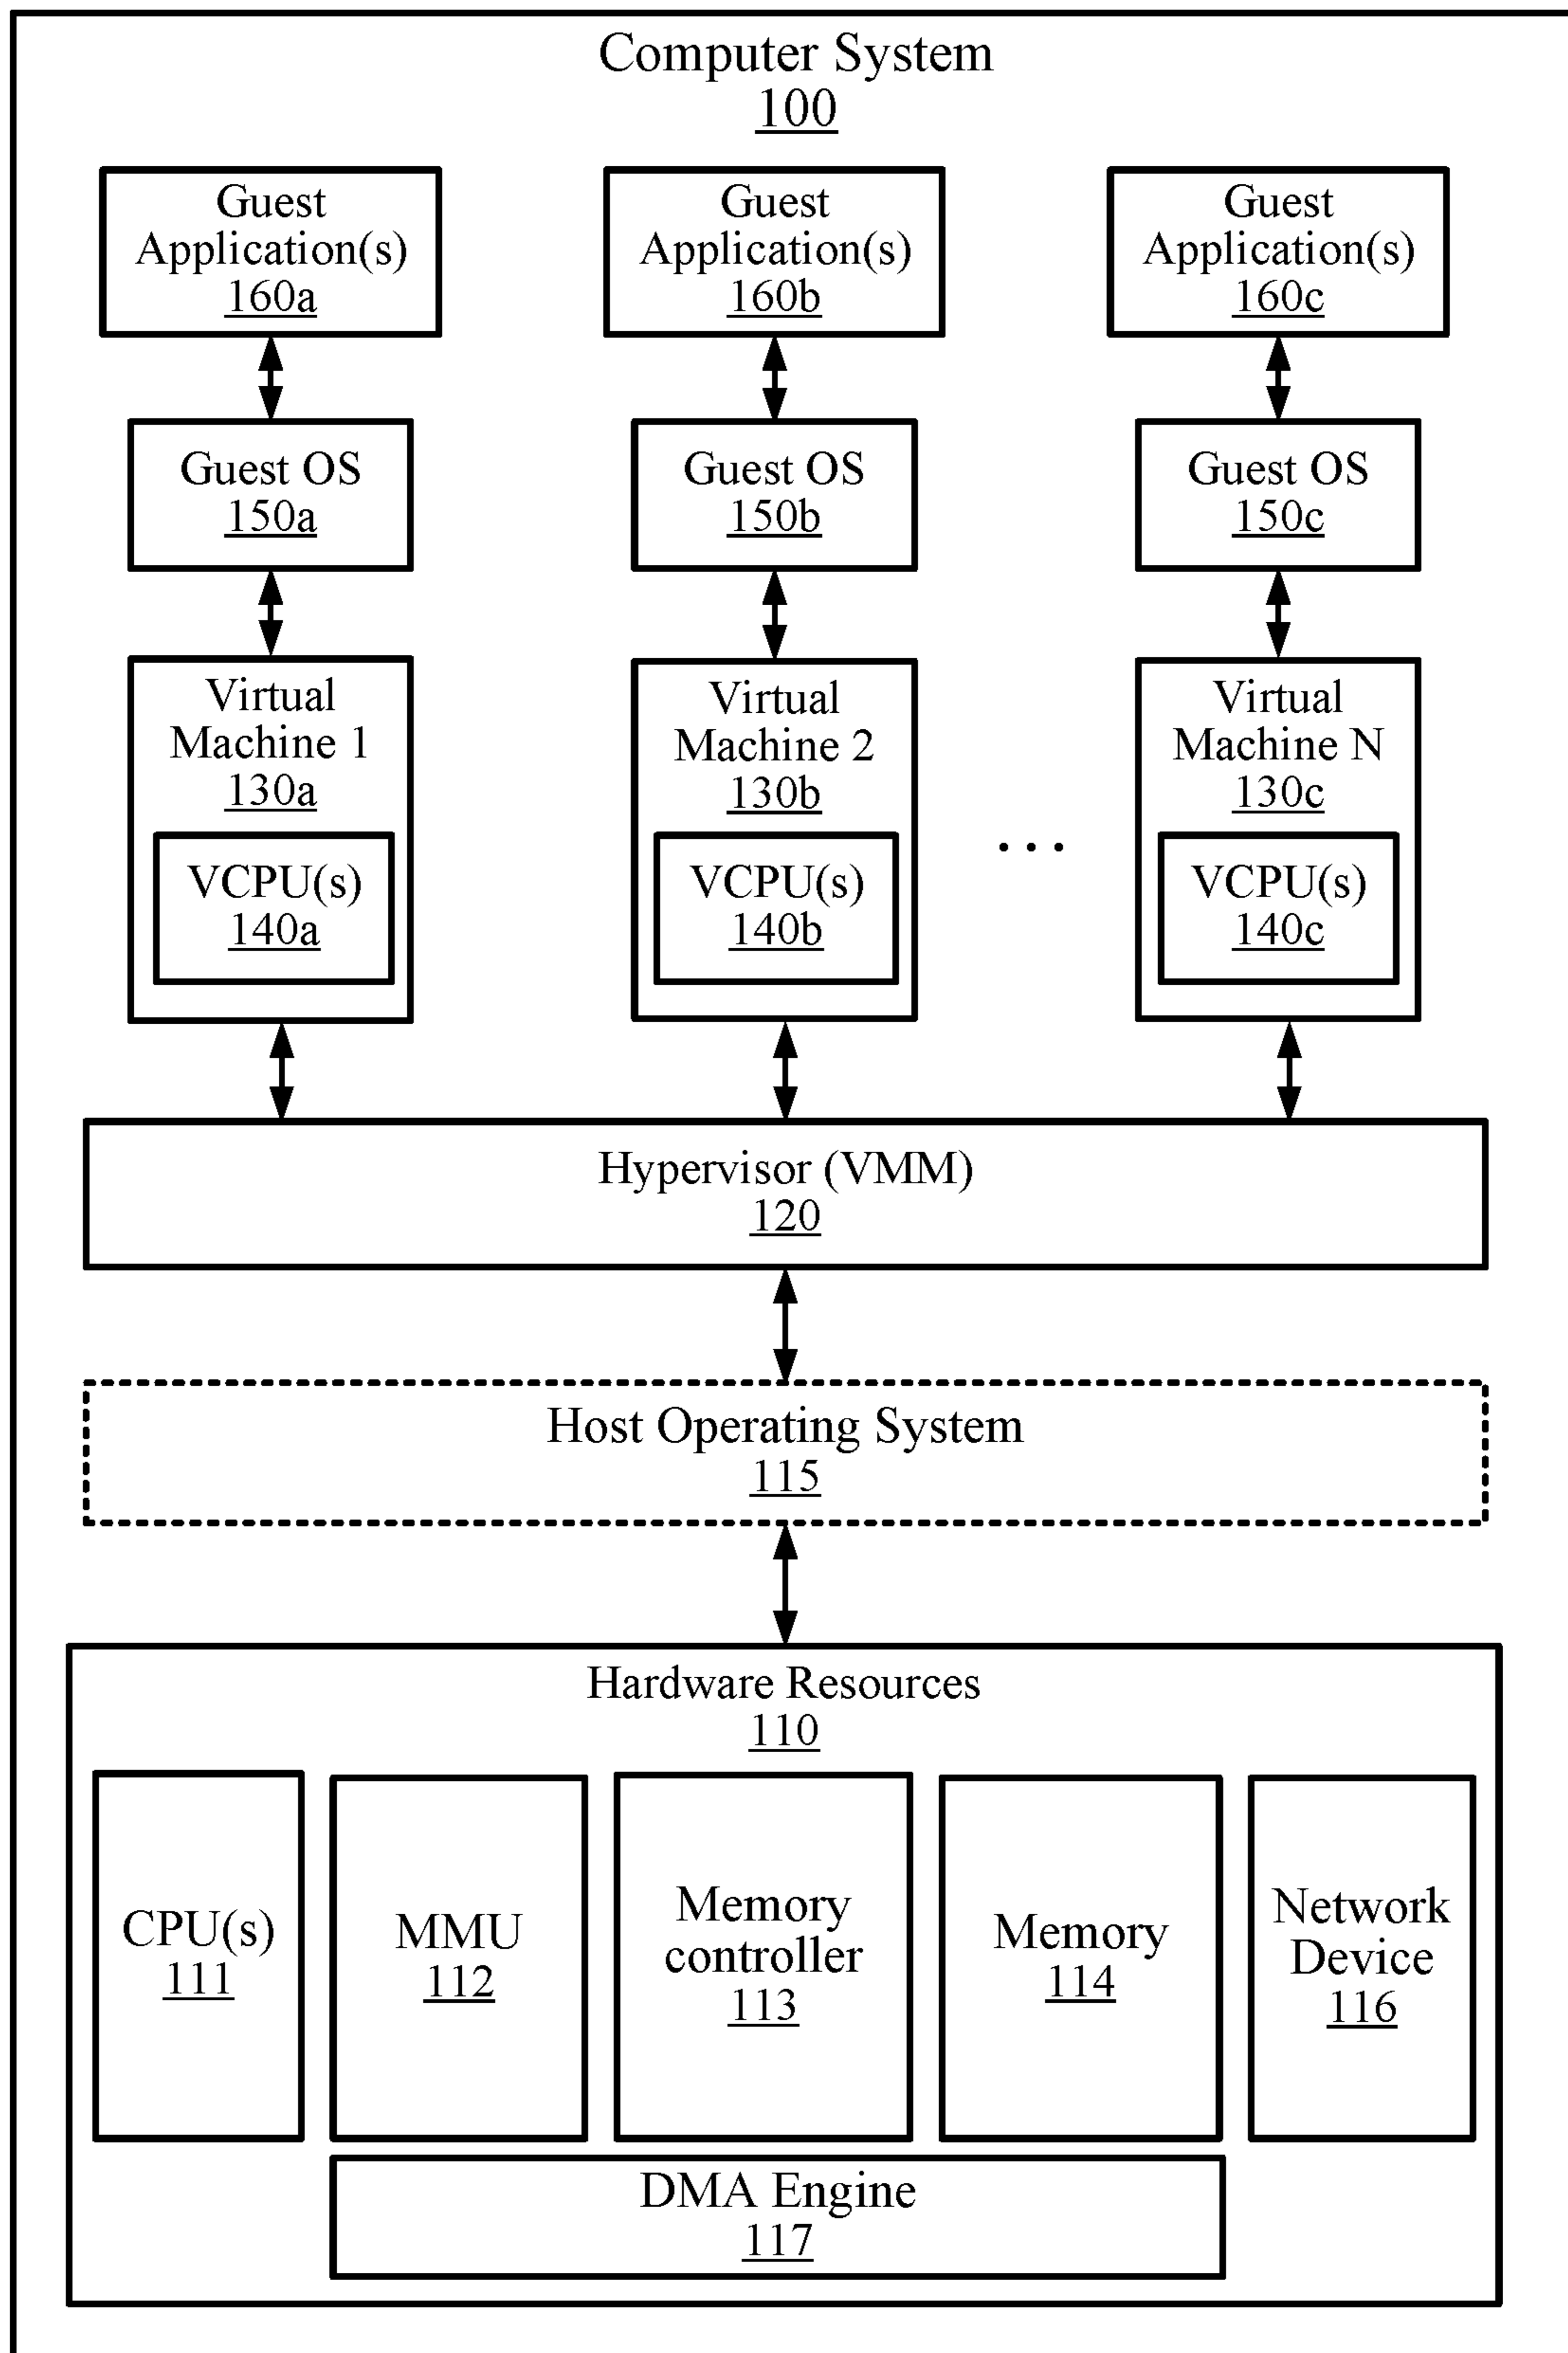 Computer System
100
Guest
Application(s)
160a
Guest
Application(s)
160b
Guest
Application(s)
160c
Guest OS
150a
Guest OS
150b
Guest OS
150c
Virtual
Machine 1
130a
VCPU(s)
140a
Virtual
Machine 2
130b
VCPU(s)
140b
...
Virtual
Machine N
130c
VCPU(s)
140c
Hypervisor (VMM)
120
Host Operating System
115
Hardware Resources
110
CPU(s)
111
MMU
112
Memory
controller
113
Memory
114
Network
Device
116
DMA Engine
117